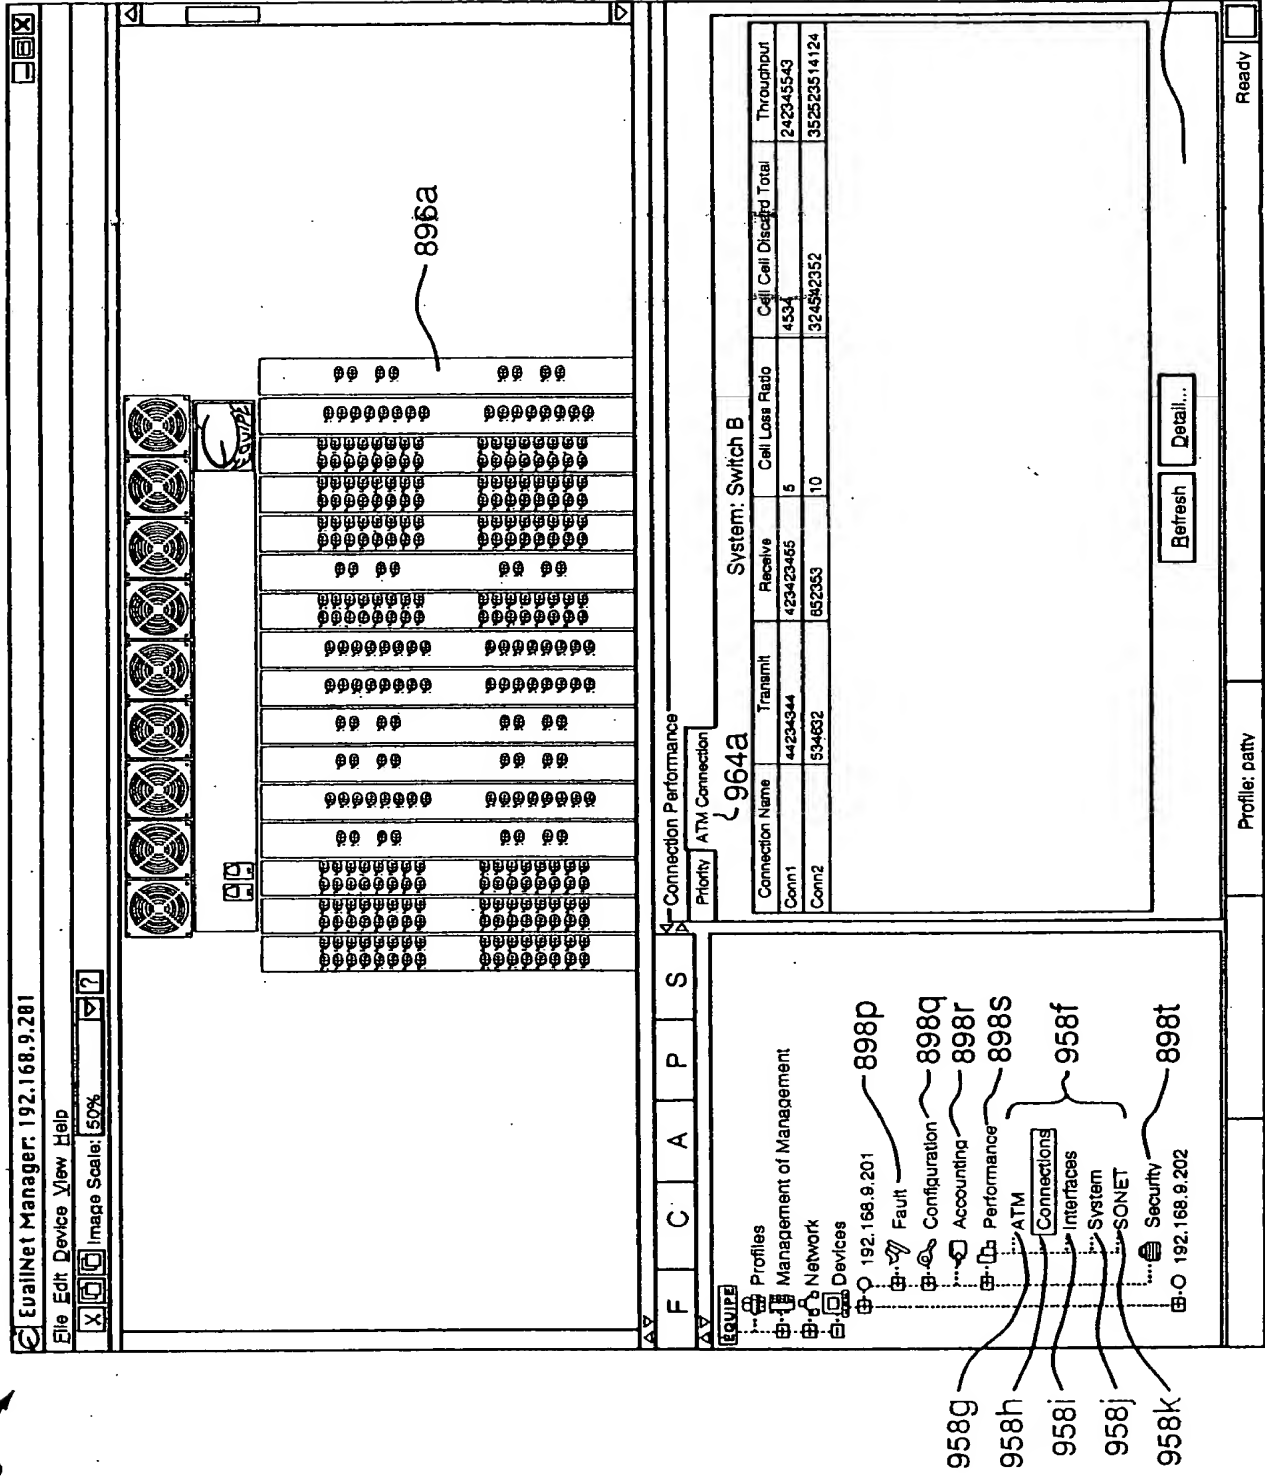 EuallNet Manager: 192.168.9.201
File Edit Device View Help
X Image Scale: 50% ?
EQUIPE
896a
F C A P S
EQUIPE
Profiles
Management of Management
Network
Devices
192.168.9.201
Fault
Configuration
Accounting
Performance
ATM
Connections
Interfaces
System
SONET
Security
192.168.9.202
898p
898q
898r
898s
958f
898t
958g
958h
958i
958j
958k
Connection Performance
Priority ATM Connection
964a
System: Switch B
Connection Name Transmit Receive Cell Loss Ratio Cell Cell Discard Total Throughput
Conn1 44234344 423423465 5 4534 242345543
Conn2 534632 652353 10 324542352 352523514124
Refresh Detail...
Profile: patty
Ready